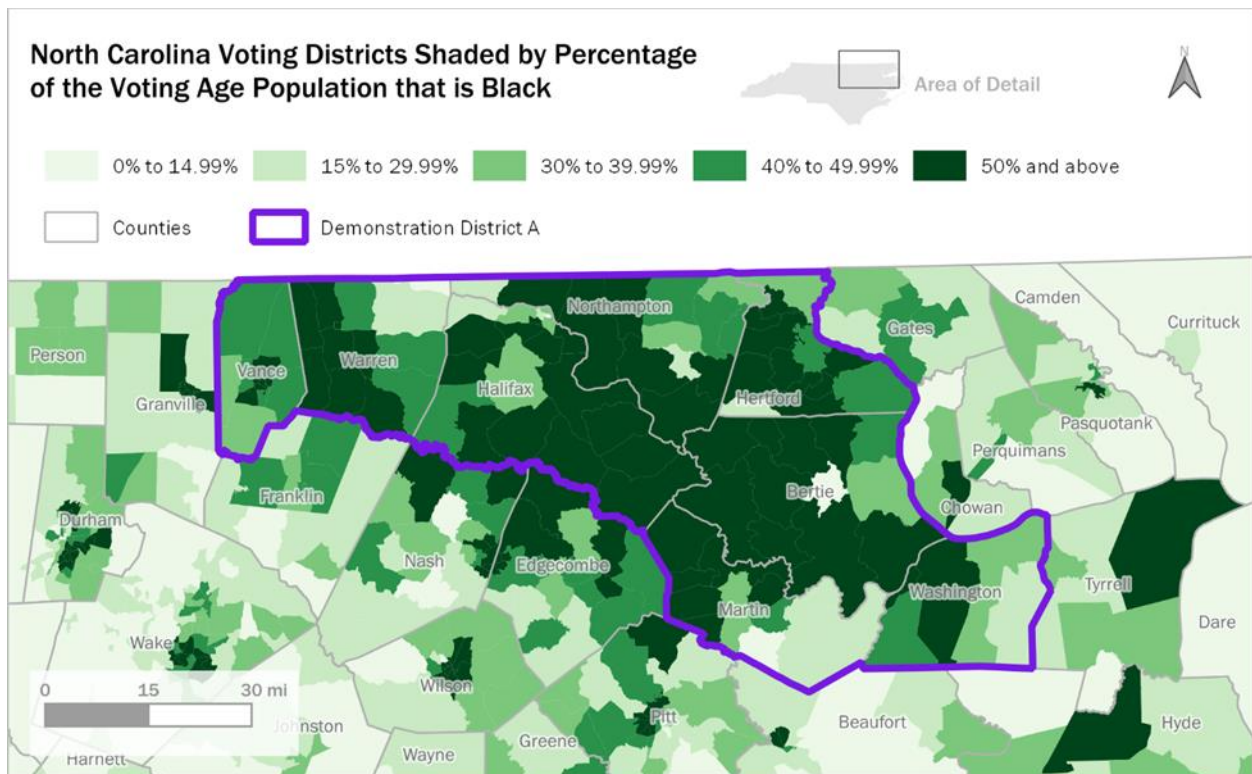 North Carolina Voting Districts Shaded by Percentage
of the Voting Age Population that is Black
Area of Detail
N
0% to 14.99%
15% to 29.99%
30% to 39.99%
40% to 49.99%
50% and above
Counties
Demonstration District A
Northampton
Camden
Gates
Currituck
Person
Warren
Vance
Halifax
Hertford
Granville
Pasquotank
Perquimans
Franklin
Bertie
Chowan
Durham
Nash
Edgecombe
Washington
Tyrrell
Martin
Dare
Wake
0 15 30 mi
Wilson
Pitt
Beaufort
Hyde
Johnston
Greene
Wayne
Harnett